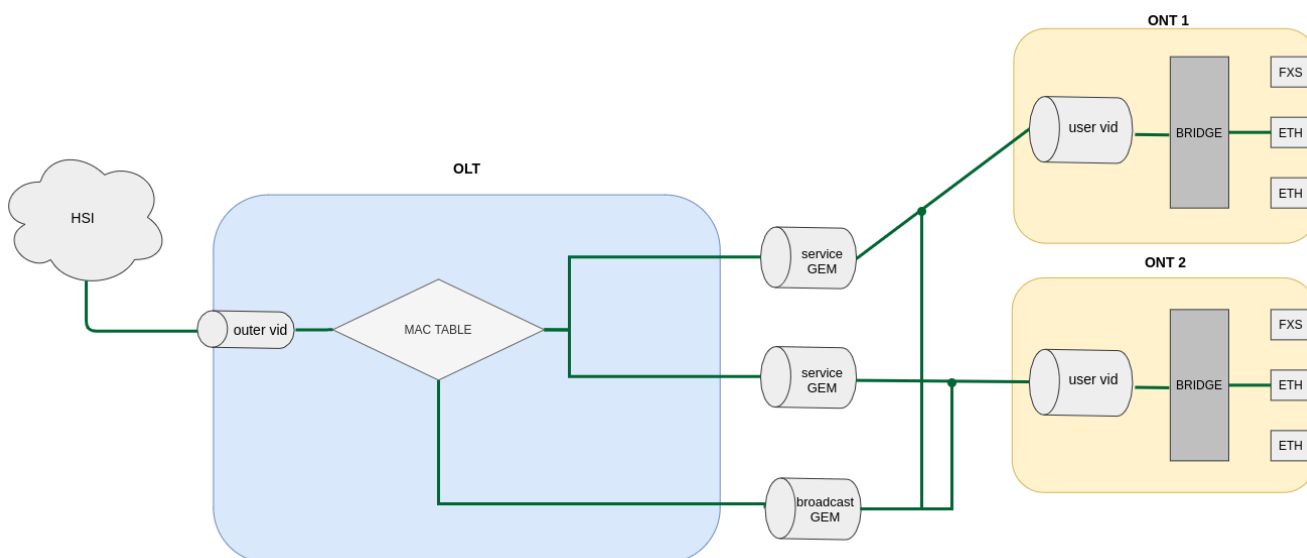 ONT 1
FXS
user vid
BRIDGE
ETH
ETH
OLT
HSI
service
GEM
outer vid
MAC TABLE
service
GEM
broadcast
GEM
ONT 2
FXS
user vid
BRIDGE
ETH
ETH